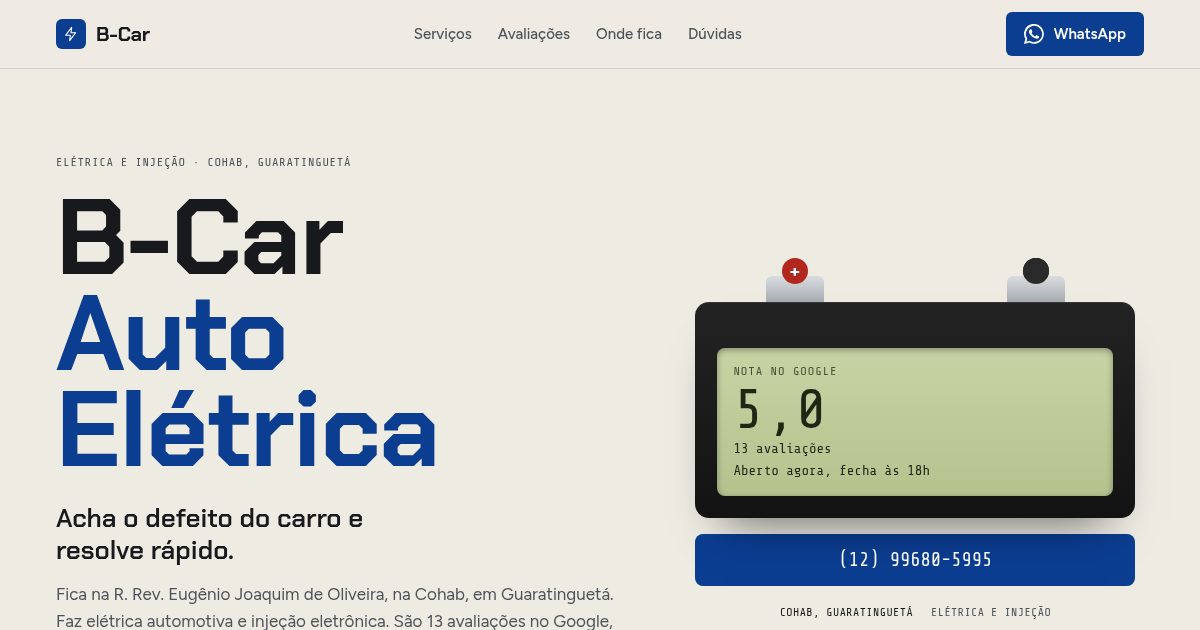 B-Car
Serviços
Avaliações
Onde fica
Dúvidas
WhatsApp
ELÉTRICA E INJEÇÃO · COHAB, GUARATINGUETÁ
B-Car
Auto
Elétrica
Acha o defeito do carro e
resolve rápido.
Fica na R. Rev. Eugênio Joaquim de Oliveira, na Cohab, em Guaratinguetá.
Faz elétrica automotiva e injeção eletrônica. São 13 avaliações no Google,
+
NOTA NO GOOGLE
5,0
13 avaliações
Aberto agora, fecha às 18h
(12) 99680-5995
COHAB, GUARATINGUETÁ ELÉTRICA E INJEÇÃO